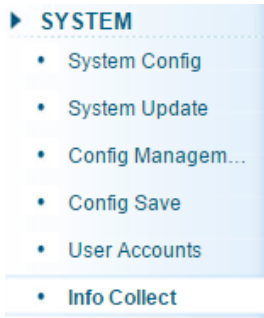 SYSTEM
System Config
System Update
Config Managem...
Config Save
User Accounts
Info Collect